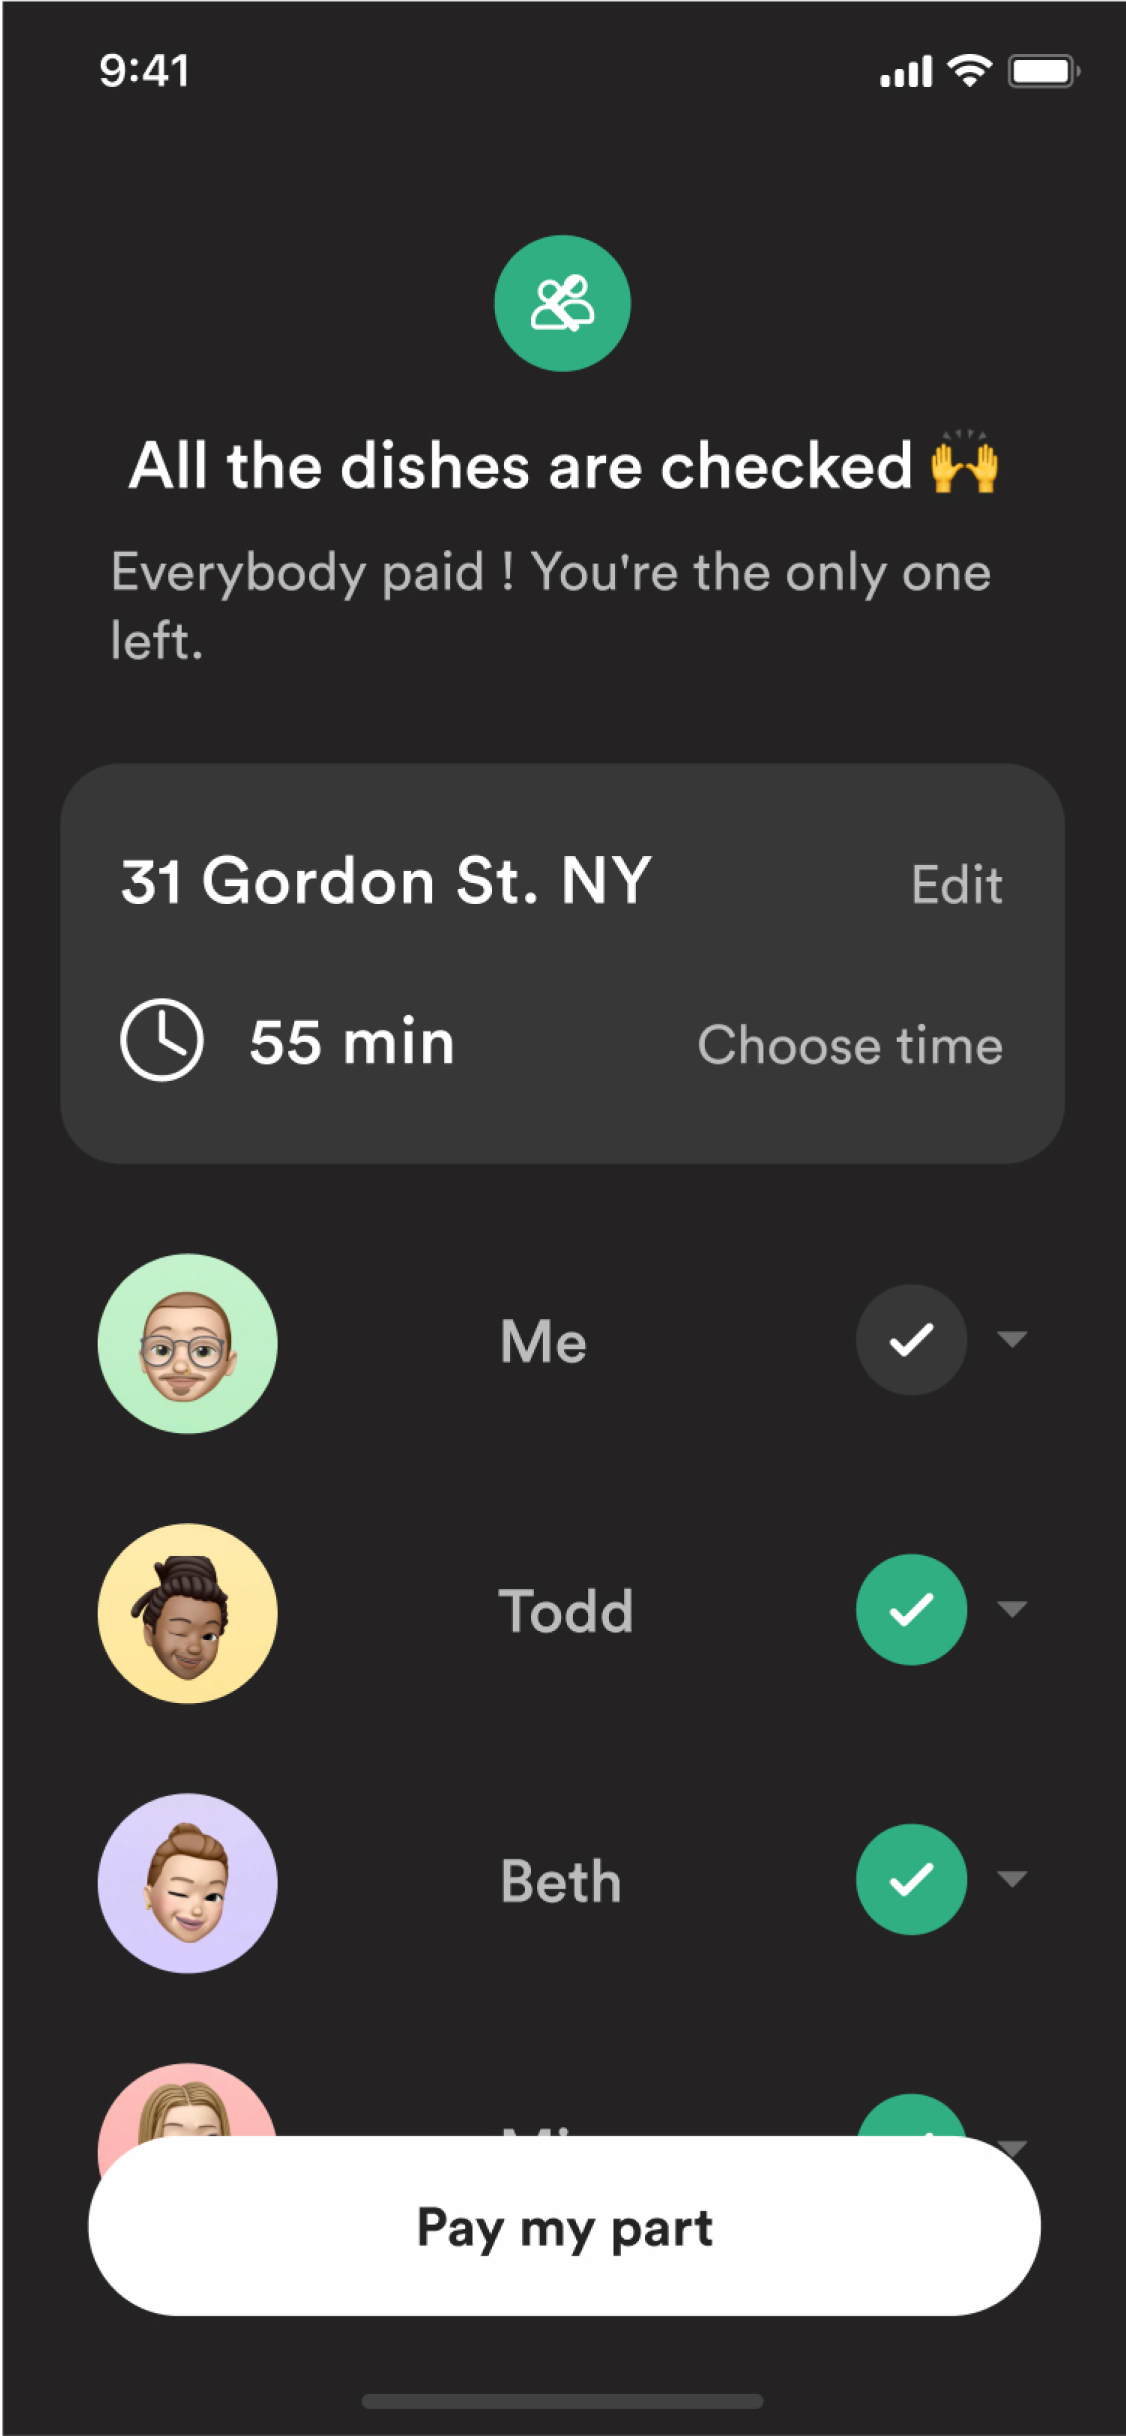 9:41
All the dishes are checked 🙌
Everybody paid ! You're the only one
left.
31 Gordon St. NY
Edit
55 min
Choose time
Me
Todd
Beth
Pay my part